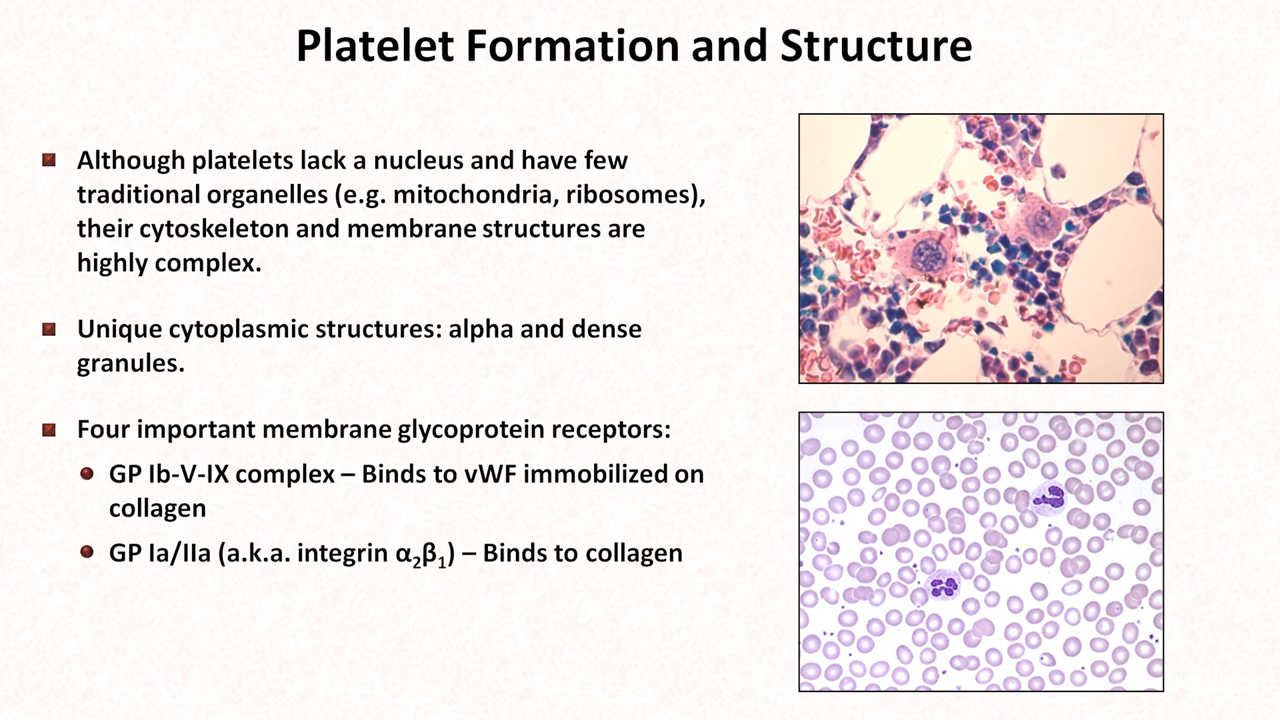 Platelet Formation and Structure
Although platelets lack a nucleus and have few
traditional organelles (e.g. mitochondria, ribosomes),
their cytoskeleton and membrane structures are
highly complex.
Unique cytoplasmic structures: alpha and dense
granules.
Four important membrane glycoprotein receptors:
GP Ib-V-IX complex – Binds to vWF immobilized on
collagen
GP Ia/IIa (a.k.a. integrin α₂β₁) – Binds to collagen